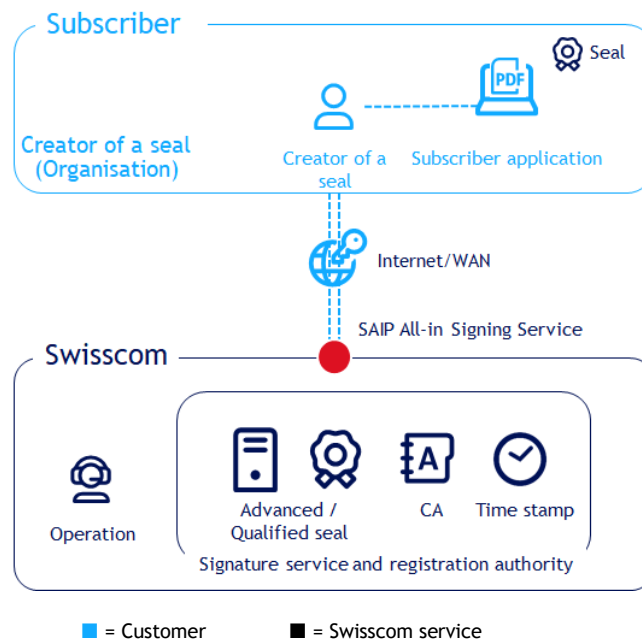 Subscriber
PDF
Seal
Creator of a seal
(Organisation)
Creator of a
seal
Subscriber application
Internet/WAN
SAIP All-in Signing Service
Swisscom
A
Operation
Advanced /
Qualified seal
CA
Time stamp
Signature service and registration authority
= Customer
= Swisscom service